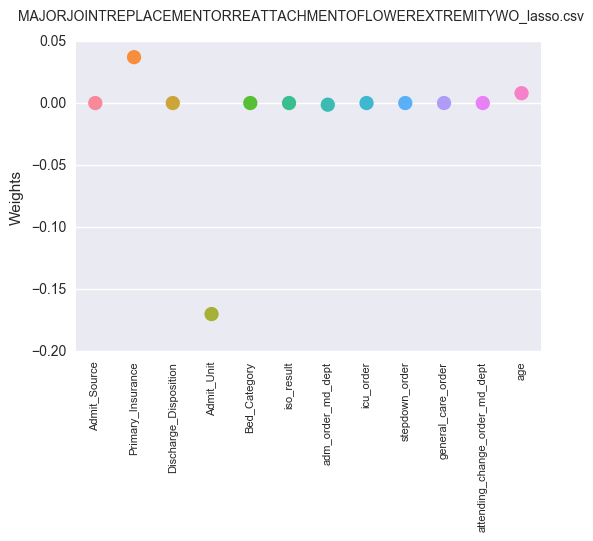 MAJORJOINTREPLACEMENTORREATTACHMENTOFLOWEREXTREMITYWO_lasso.csv
Weights
0.05
0.00
−0.05
−0.10
−0.15
−0.20
Admit_Source
Primary_Insurance
Discharge_Disposition
Admit_Unit
Bed_Category
iso_result
adm_order_md_dept
icu_order
stepdown_order
general_care_order
attending_change_order_md_dept
age